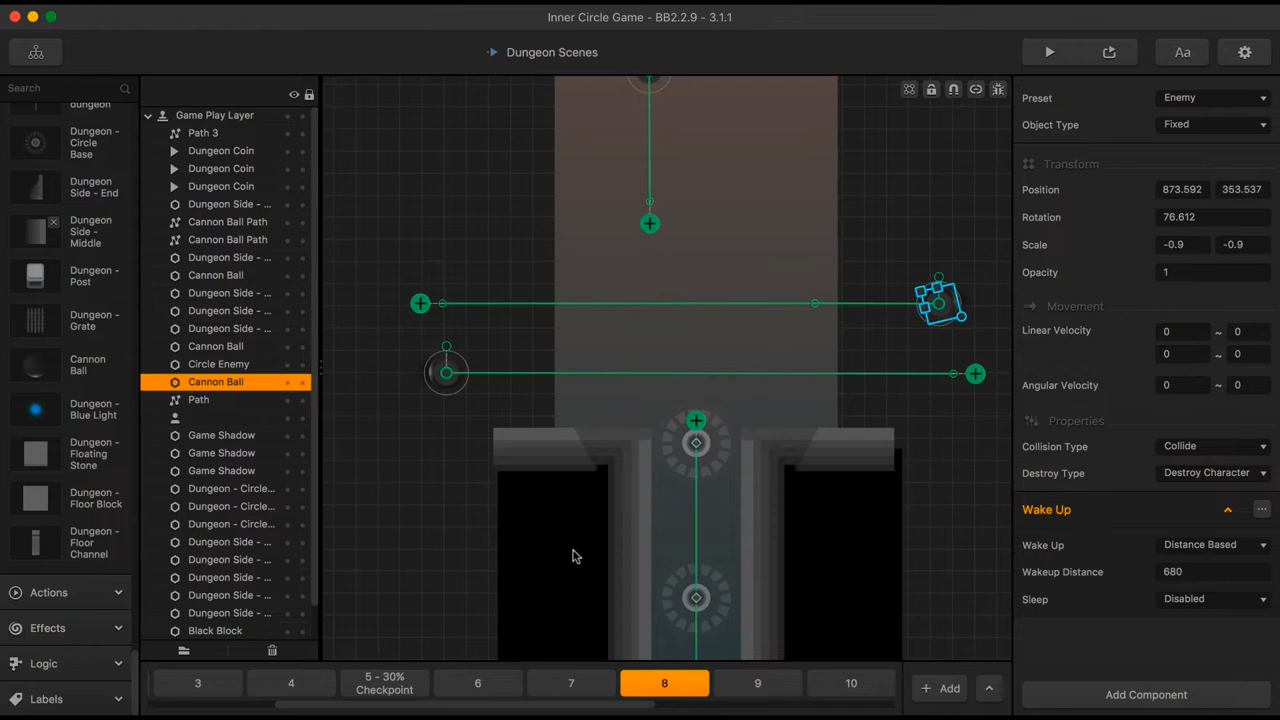 Inner Circle Game - BB2.2.9 - 3.1.1
Dungeon Scenes
Aa
Search
dungeon
Dungeon -
Circle
Base
Dungeon
Side - End
Dungeon
Side -
Middle
Dungeon -
Post
Dungeon -
Grate
Cannon
Ball
Dungeon -
Blue Light
Dungeon -
Floating
Stone
Dungeon -
Floor Block
Dungeon -
Floor
Channel
Actions
Effects
Logic
Labels
Game Play Layer
Path 3
Dungeon Coin
Dungeon Coin
Dungeon Coin
Dungeon Side - ...
Cannon Ball Path
Cannon Ball Path
Dungeon Side - ...
Cannon Ball
Dungeon Side - ...
Dungeon Side - ...
Dungeon Side - ...
Cannon Ball
Circle Enemy
Cannon Ball
Path
Game Shadow
Game Shadow
Game Shadow
Dungeon - Circle...
Dungeon - Circle...
Dungeon - Circle...
Dungeon Side - ...
Dungeon Side - ...
Dungeon Side - ...
Dungeon Side - ...
Dungeon Side - ...
Black Block
3
4
5 - 30%
Checkpoint
6
7
8
9
10
+ Add
Preset Enemy
Object Type Fixed
Transform
Position 873.592 353.537
Rotation 76.612
Scale -0.9 -0.9
Opacity 1
Movement
Linear Velocity 0 ~ 0
0 ~ 0
Angular Velocity 0 ~ 0
Properties
Collision Type Collide
Destroy Type Destroy Character
Wake Up ...
Wake Up Distance Based
Wakeup Distance 680
Sleep Disabled
Add Component